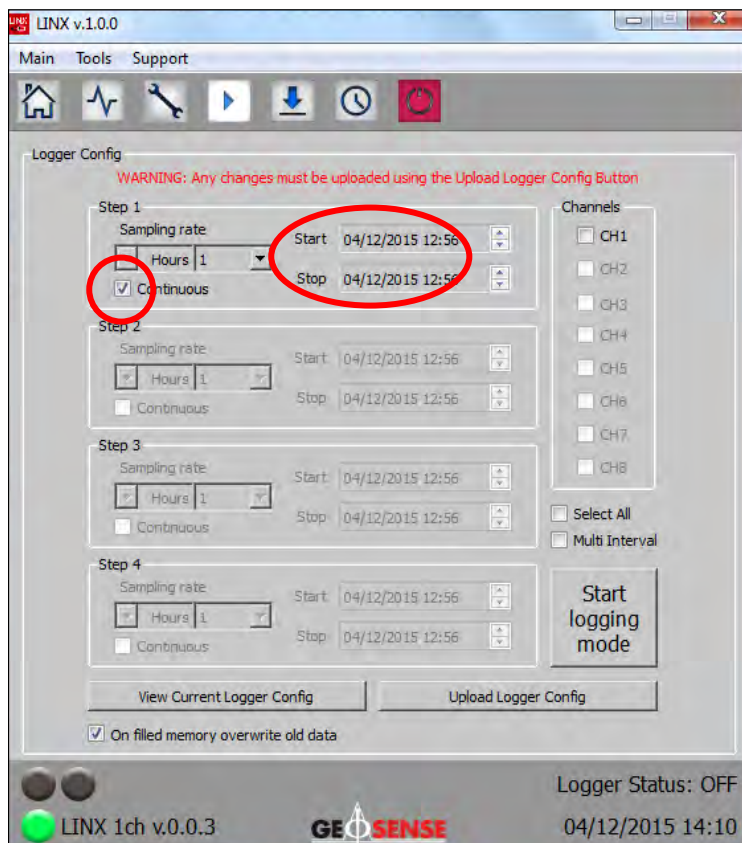 LINX v.1.0.0
Main Tools Support
Logger Config
WARNING: Any changes must be uploaded using the Upload Logger Config Button
Step 1
Sampling rate
Hours 1
Continuous
Start 04/12/2015 12:56
Stop 04/12/2015 12:56
Step 2
Sampling rate
Hours 1
Continuous
Start 04/12/2015 12:56
Stop 04/12/2015 12:56
Step 3
Sampling rate
Hours 1
Continuous
Start 04/12/2015 12:56
Stop 04/12/2015 12:56
Step 4
Sampling rate
Hours 1
Continuous
Start 04/12/2015 12:56
Stop 04/12/2015 12:56
Channels
CH1
CH2
CH3
CH4
CH5
CH6
CH7
CH8
Select All
Multi Interval
Start
logging
mode
View Current Logger Config
Upload Logger Config
On filled memory overwrite old data
Logger Status: OFF
LINX 1ch v.0.0.3
GEOSENSE
04/12/2015 14:10